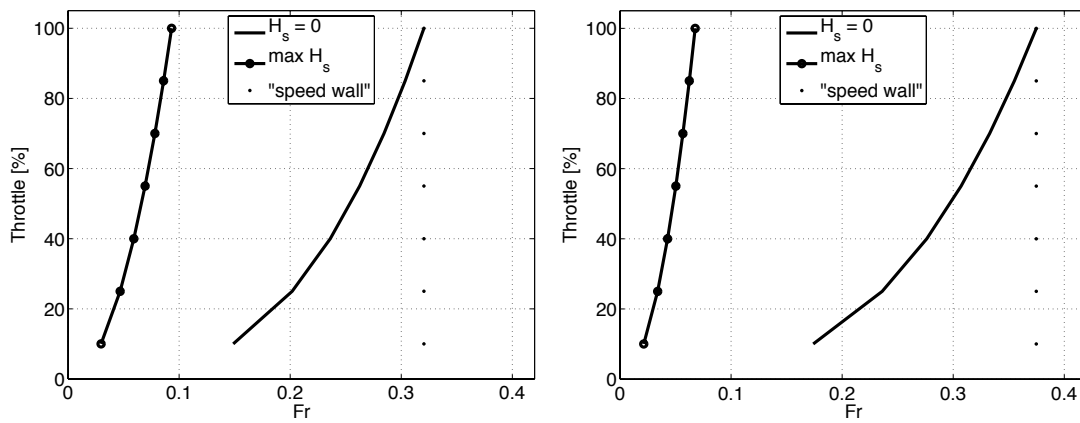 100
80
60
40
20
0
Throttle [%]
H_s = 0
max H_s
"speed wall"
0 0.1 0.2 0.3 0.4
Fr
100
80
60
40
20
0
Throttle [%]
H_s = 0
max H_s
"speed wall"
0 0.1 0.2 0.3 0.4
Fr